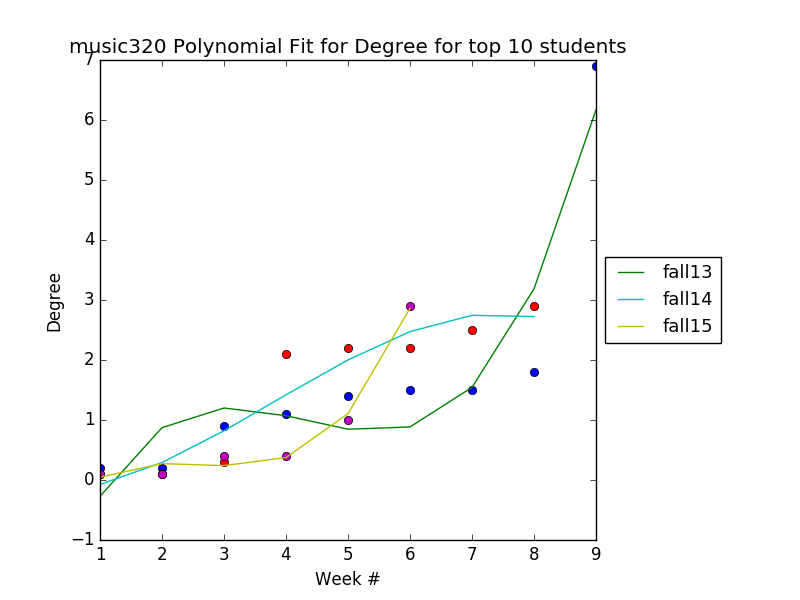 music320 Polynomial Fit for Degree for top 10 students
7
6
5
4
3
2
1
0
−1
Degree
1 2 3 4 5 6 7 8 9
Week #
fall13
fall14
fall15